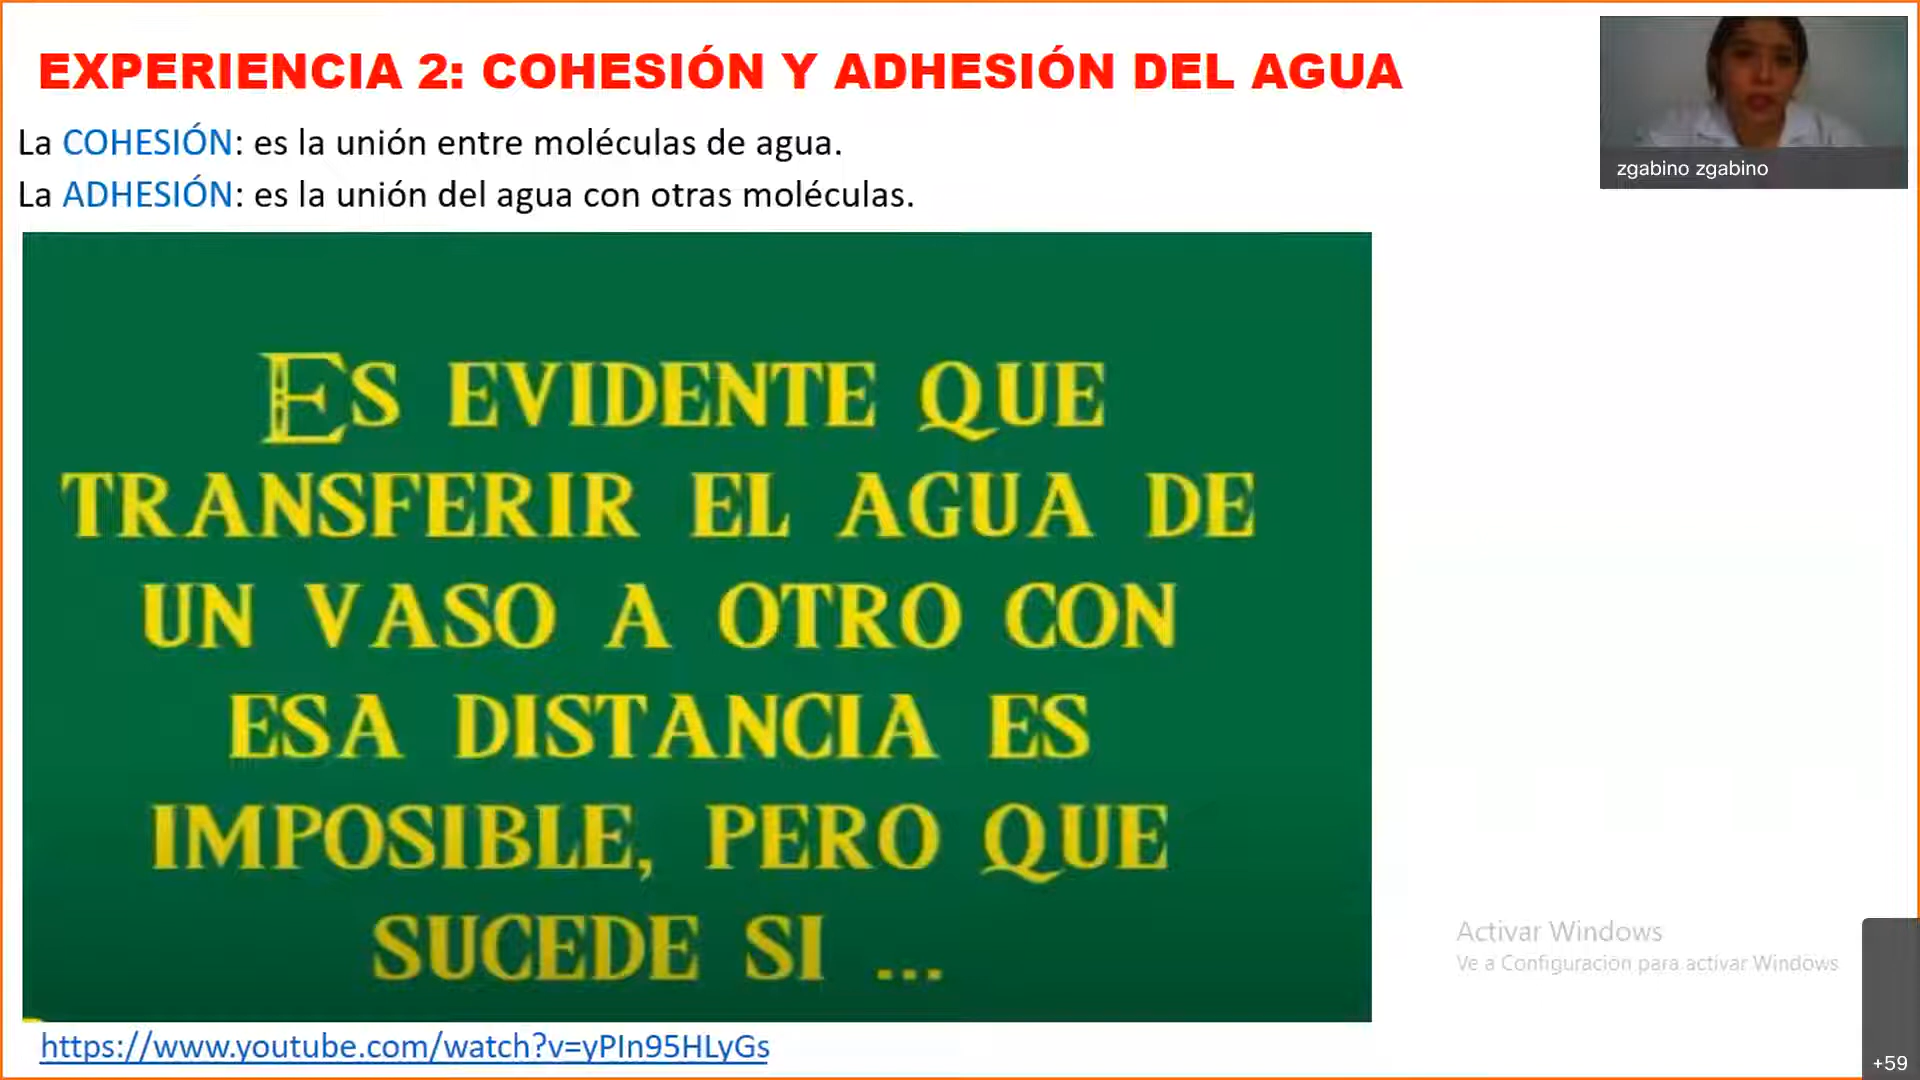 EXPERIENCIA 2: COHESIÓN Y ADHESIÓN DEL AGUA
La COHESIÓN: es la unión entre moléculas de agua.
La ADHESIÓN: es la unión del agua con otras moléculas.
zgabino zgabino
ES EVIDENTE QUE
TRANSFERIR EL AGUA DE
UN VASO A OTRO CON
ESA DISTANCIA ES
IMPOSIBLE, PERO QUE
SUCEDE SI ...
Activar Windows
Ve a Configuración para activar Windows
https://www.youtube.com/watch?v=yPIn95HLyGs
+59